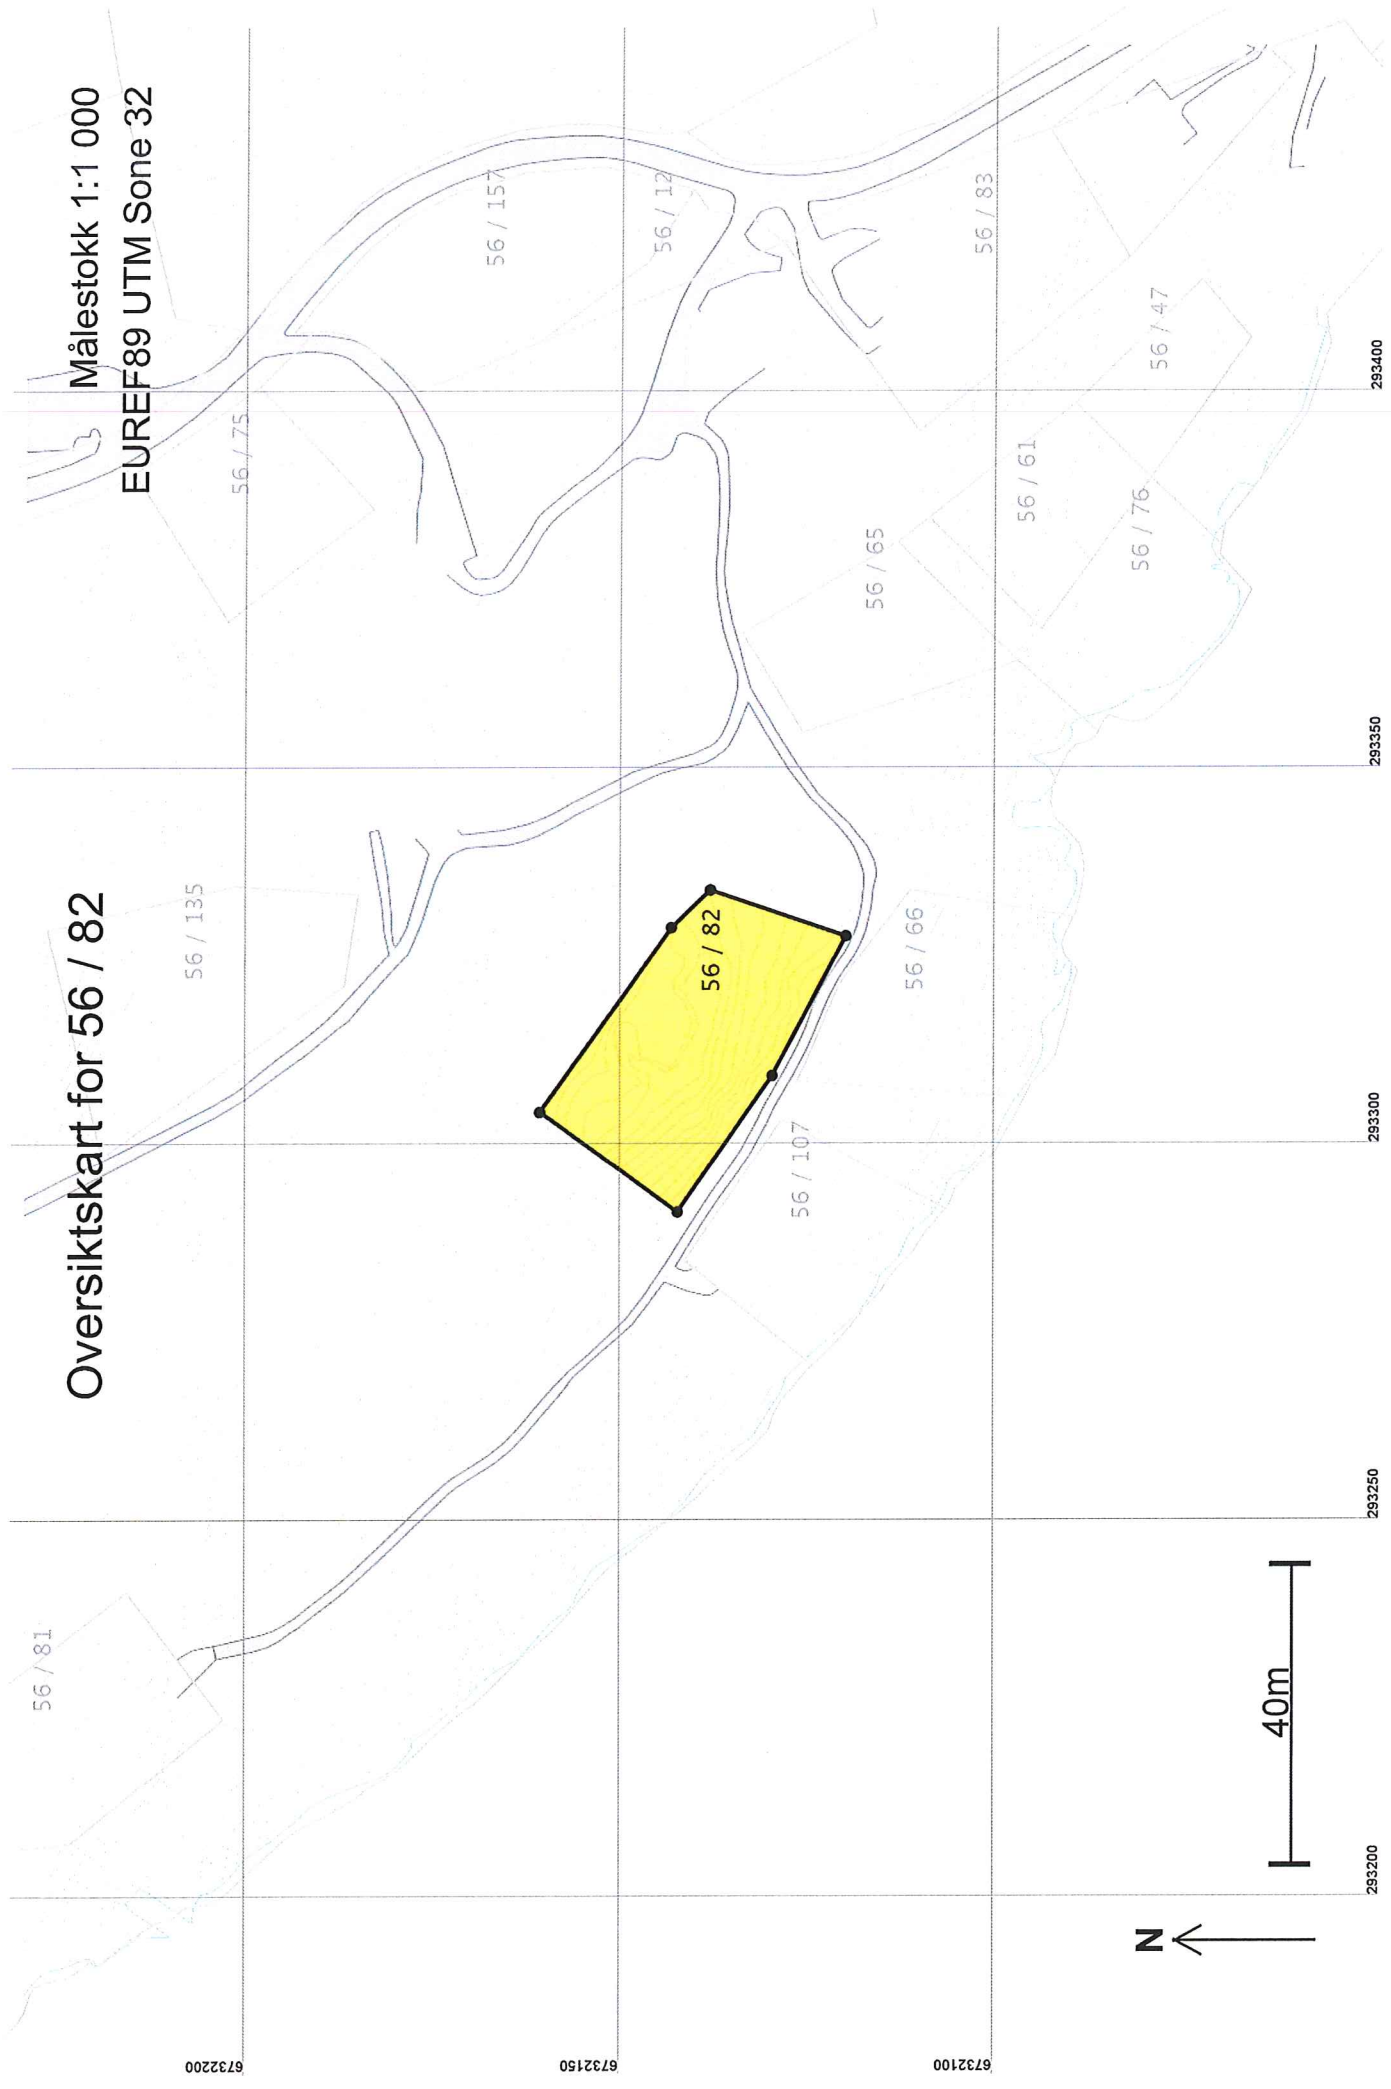 Oversiktskart for 56 / 82
Målestokk 1:1 000
EUREF89 UTM Sone 32
56 / 81
56 / 135
56 / 75
56 / 157
56 / 12
56 / 83
56 / 82
56 / 107
56 / 66
56 / 65
56 / 61
56 / 76
56 / 47
6732200
6732150
6732100
N
40m
293200
293250
293300
293350
293400